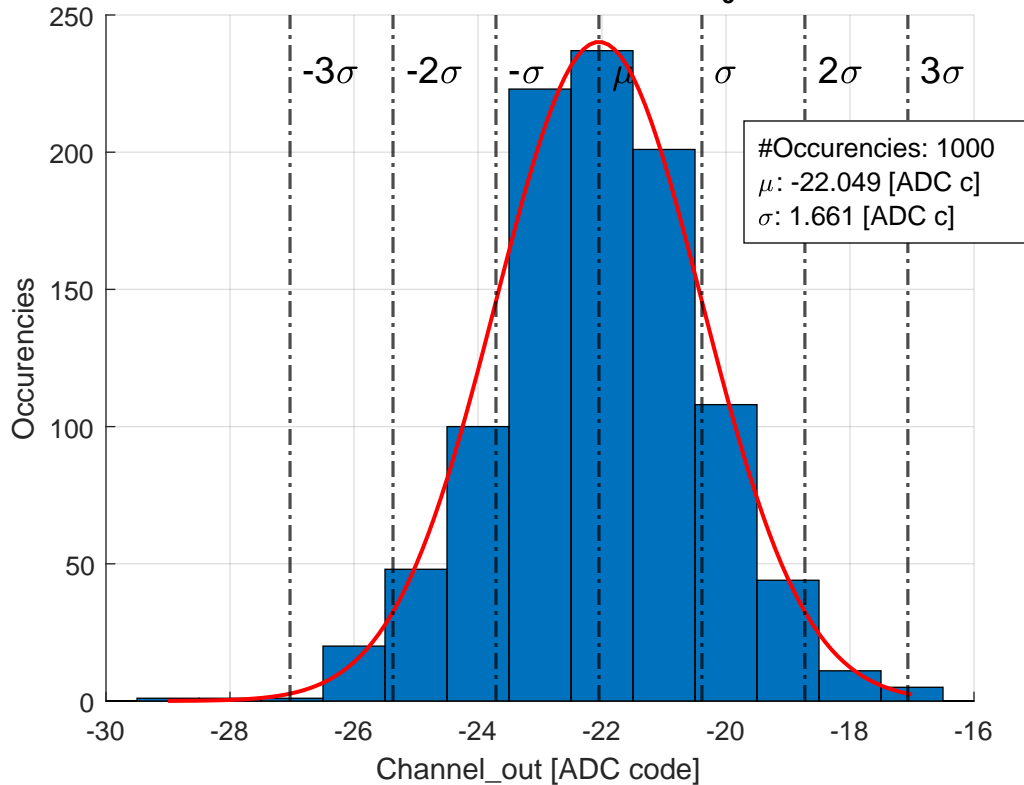 250
200
150
100
50
0
-3σ -2σ -σ μ σ 2σ 3σ
#Occurencies: 1000
μ: -22.049 [ADC c]
σ: 1.661 [ADC c]
Occurencies
-30 -28 -26 -24 -22 -20 -18 -16
Channel_out [ADC code]